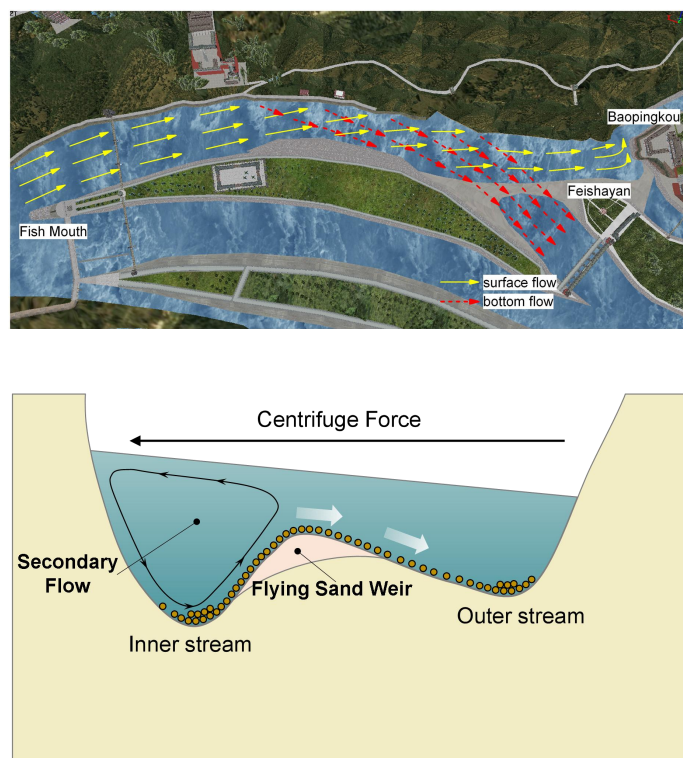 Baopingkou
Feishayan
Fish Mouth
surface flow
bottom flow
Centrifuge Force
Secondary
Flow
Flying Sand Weir
Outer stream
Inner stream